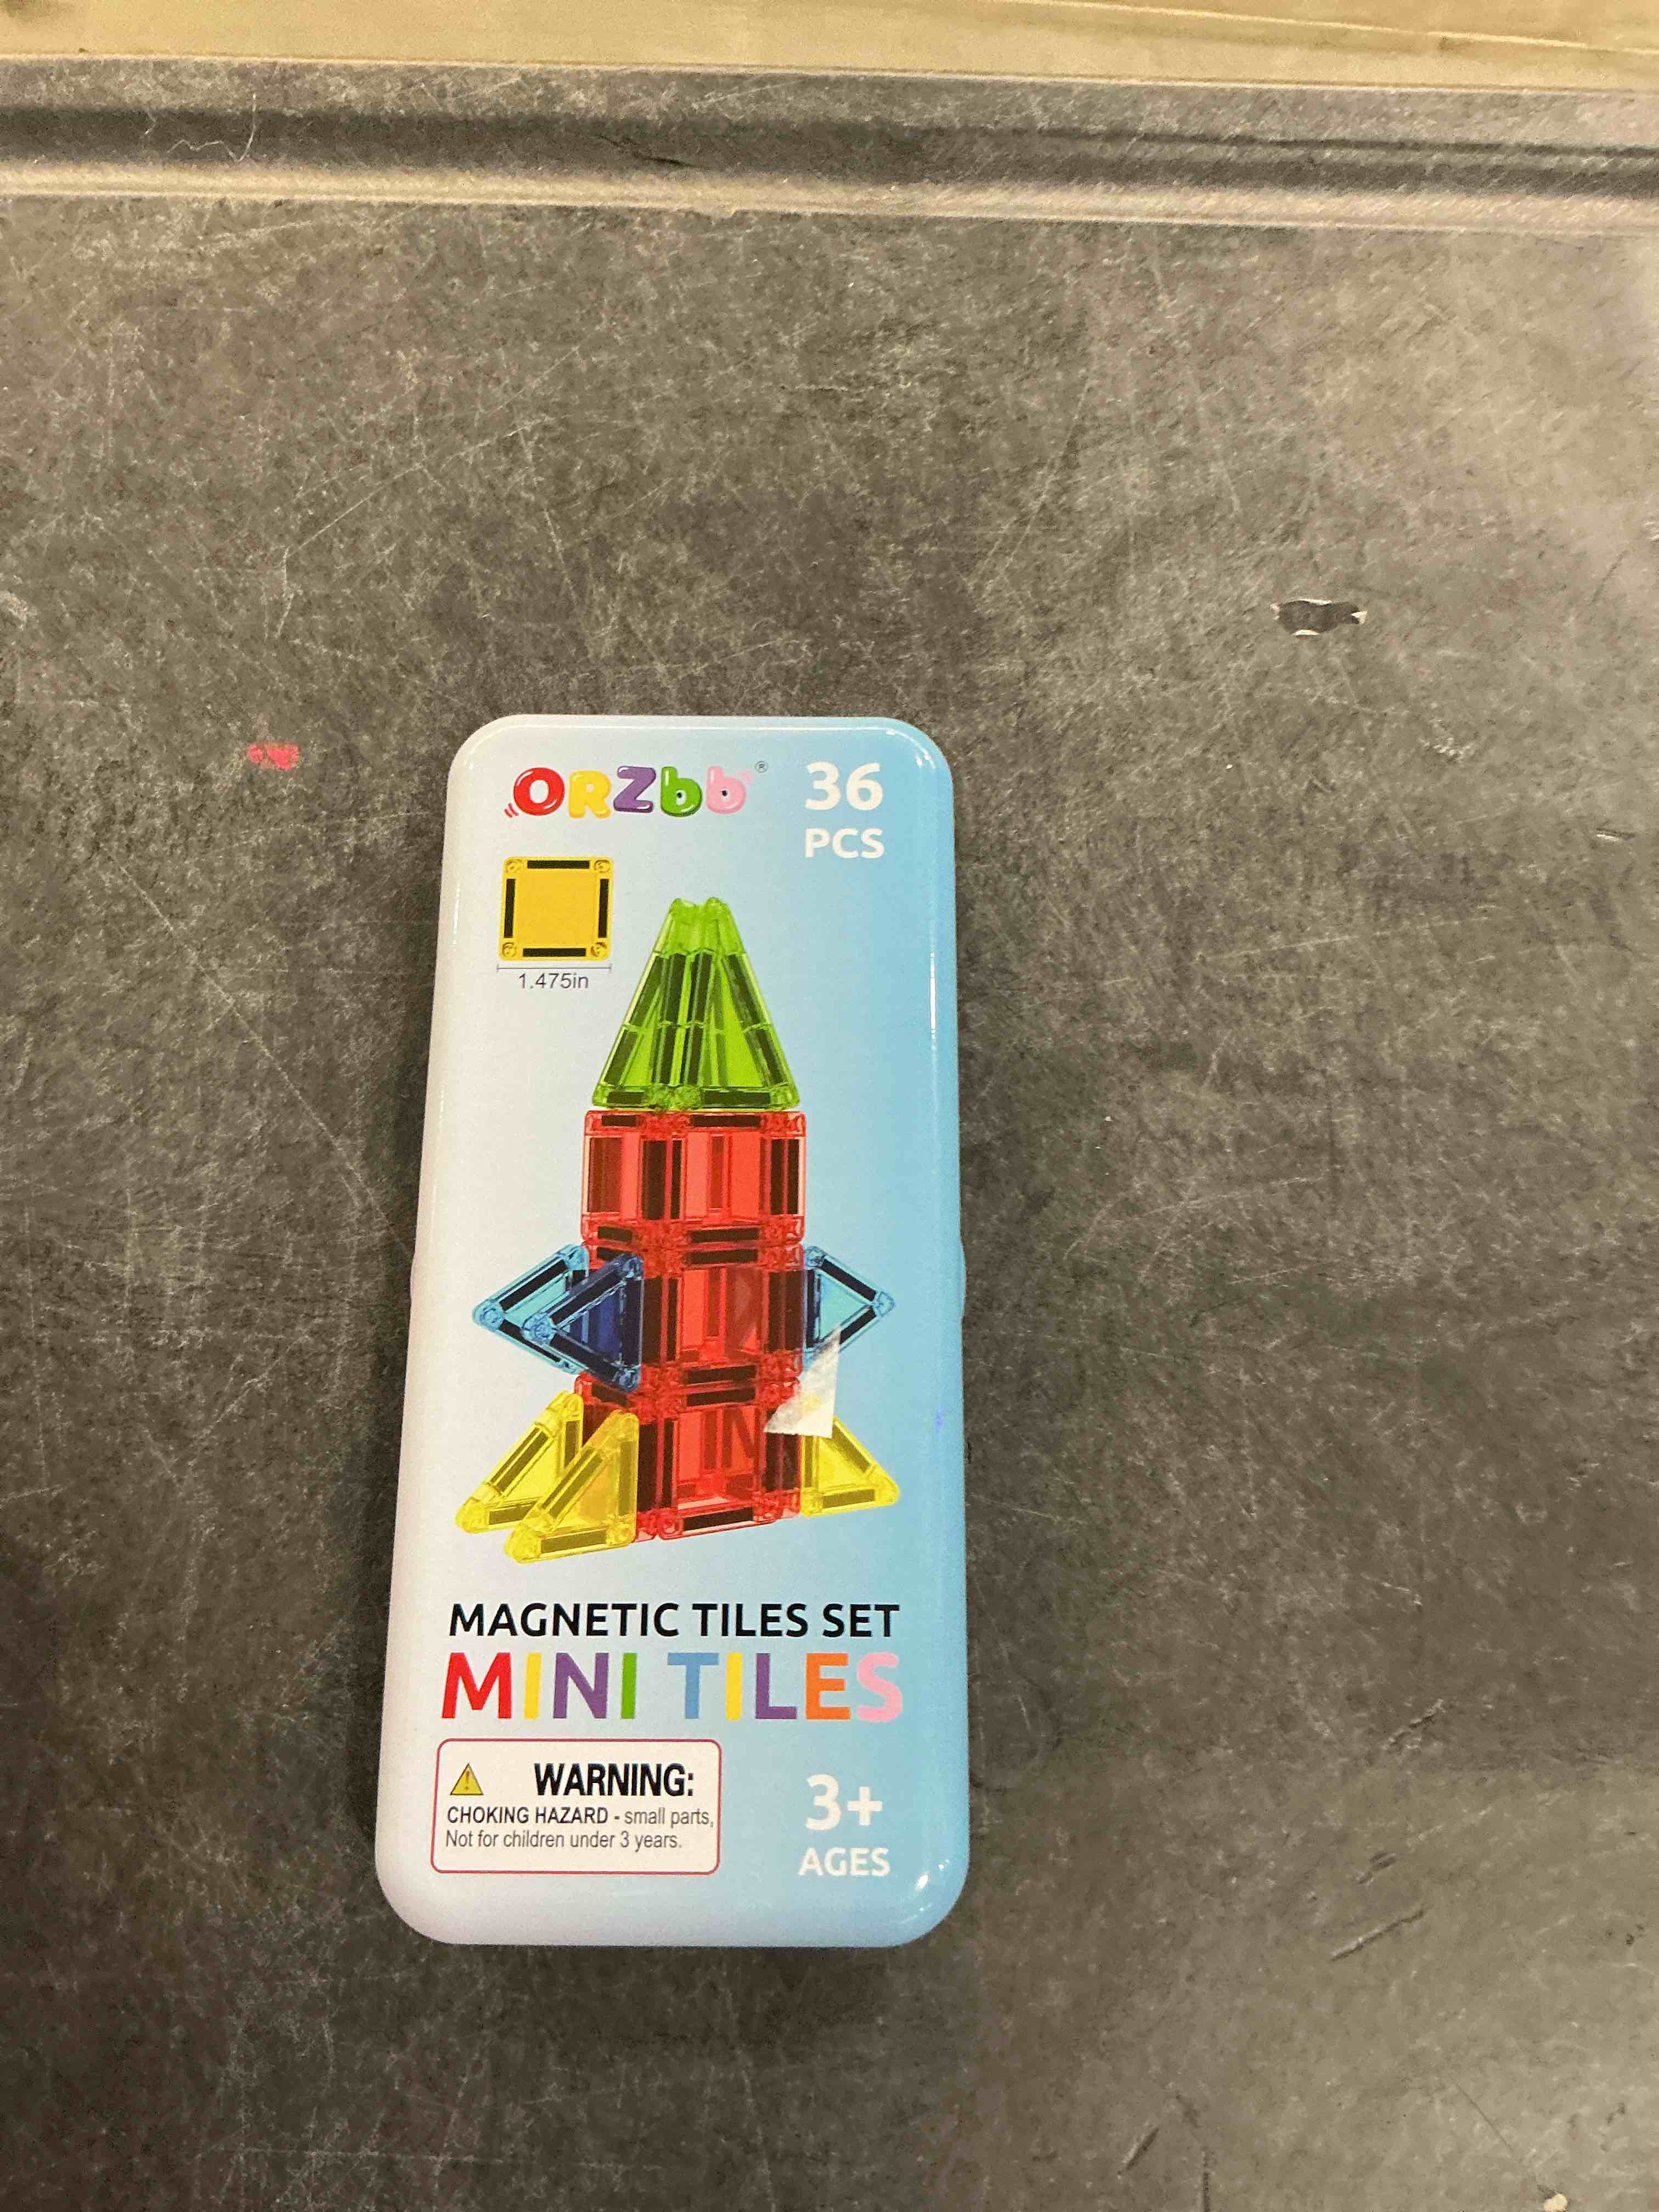 ORZbb®
36
PCS
1.475in
MAGNETIC TILES SET
MINI TILES
WARNING:
CHOKING HAZARD - small parts,
Not for children under 3 years.
3+
AGES